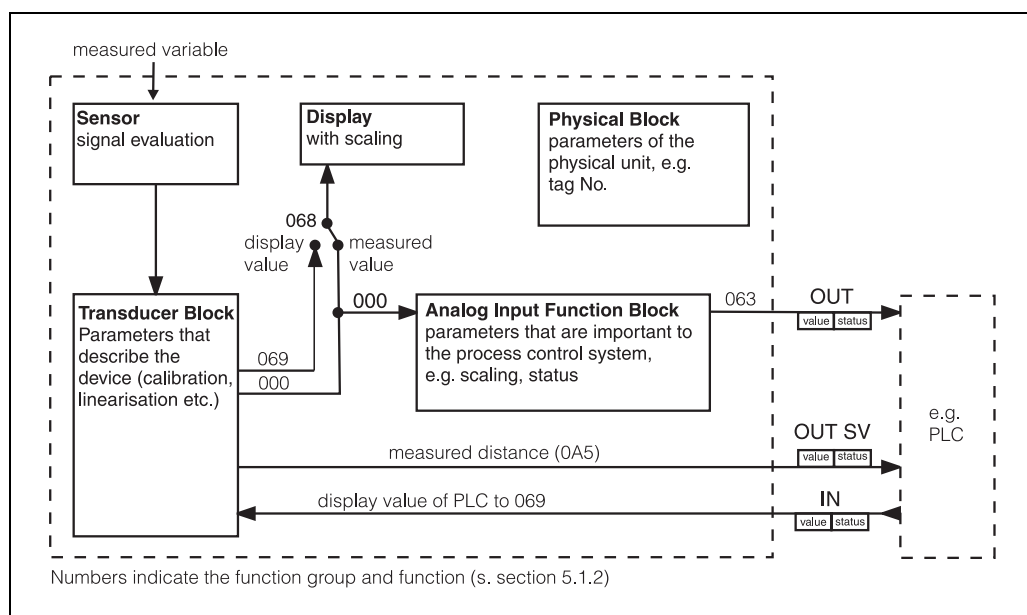 measured variable
Sensor
signal evaluation
Display
with scaling
Physical Block
parameters of the
physical unit, e.g.
tag No.
068
display
value
measured
value
Transducer Block
Parameters that
describe the
device (calibration,
linearisation etc.)
069
000
000
Analog Input Function Block
parameters that are important to
the process control system,
e.g. scaling, status
063
OUT
value status
e.g.
PLC
OUT SV
value status
measured distance (0A5)
display value of PLC to 069
IN
value status
Numbers indicate the function group and function (s. section 5.1.2)